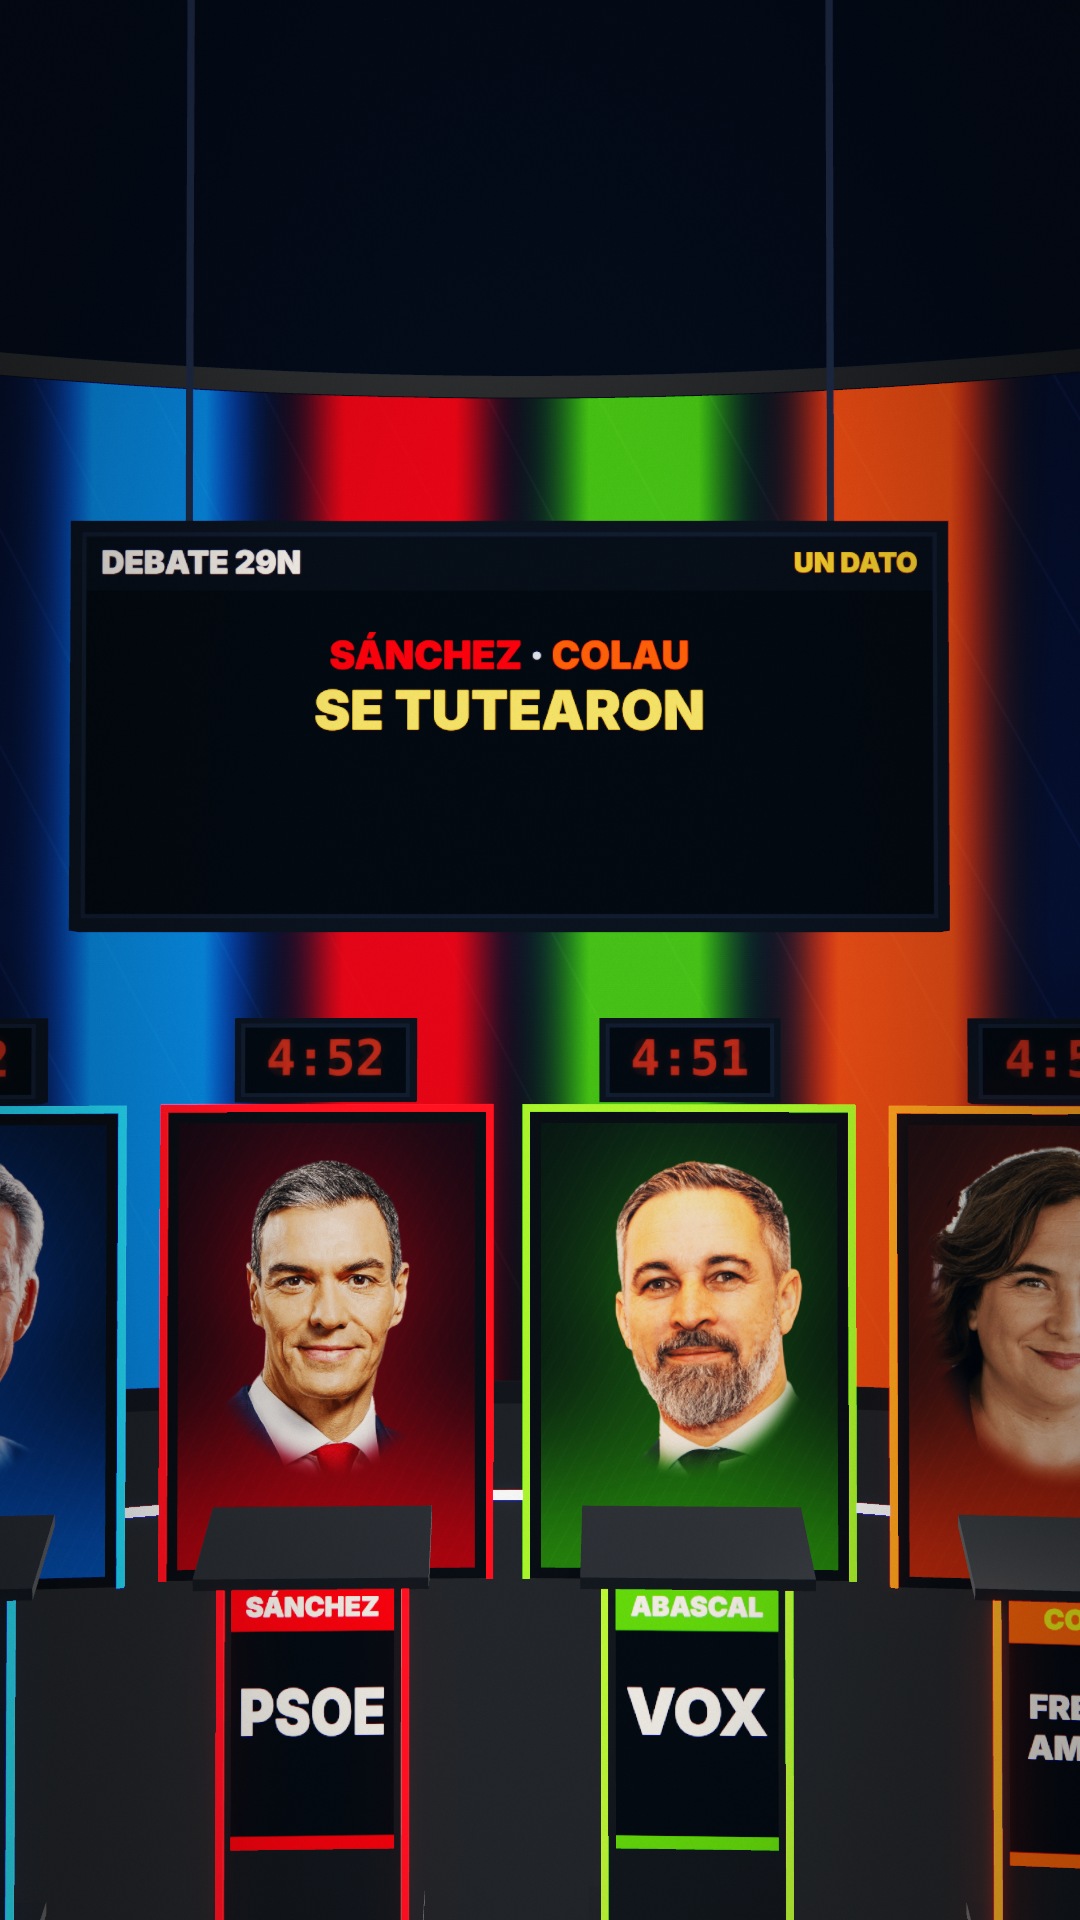 DEBATE 29N
UN DATO
SÁNCHEZ · COLAU
SE TUTEARON
4:52
4:51
SÁNCHEZ
ABASCAL
PSOE
VOX